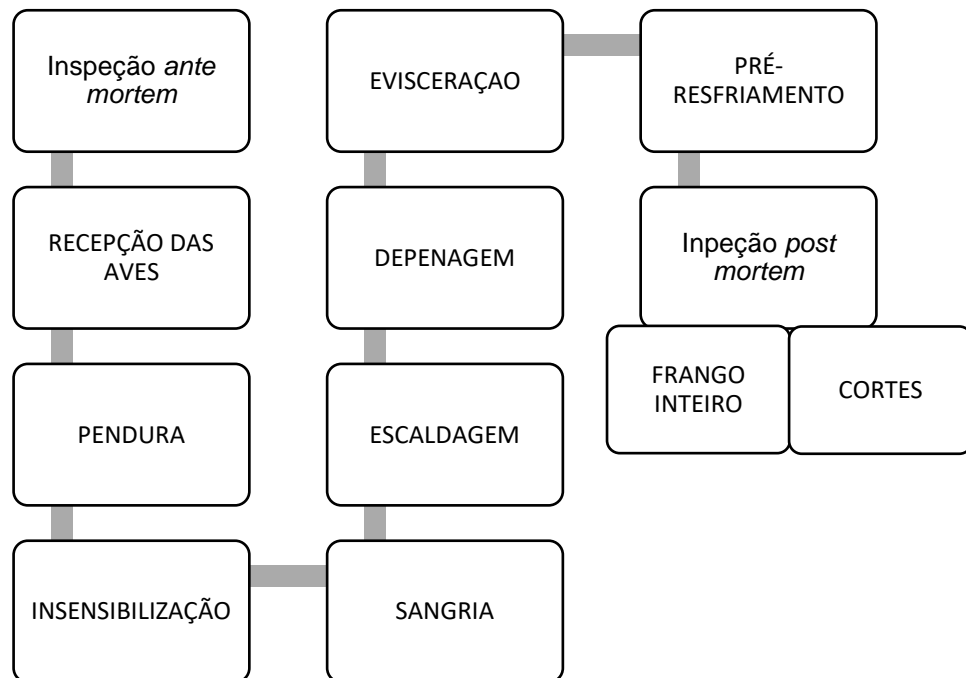 Inspeção ante
mortem
RECEPÇÃO DAS
AVES
PENDURA
INSENSIBILIZAÇÃO
SANGRIA
ESCALDAGEM
DEPENAGEM
EVISCERAÇAO
PRÉ-
RESFRIAMENTO
Inpeção post
mortem
FRANGO
INTEIRO
CORTES